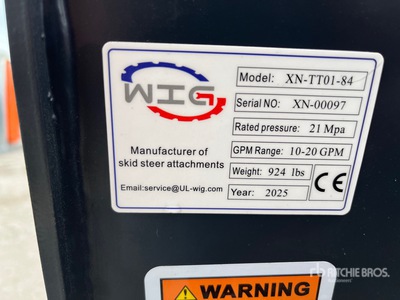 WIG
Manufacturer of
skid steer attachments
Email:service@UL-wig.com
Model: XN-TT01-84
Serial NO: XN-00097
Rated pressure: 21 Mpa
GPM Range: 10-20 GPM
Weight: 924 lbs
Year: 2025
CE
WARNING
RITCHIE BROS.